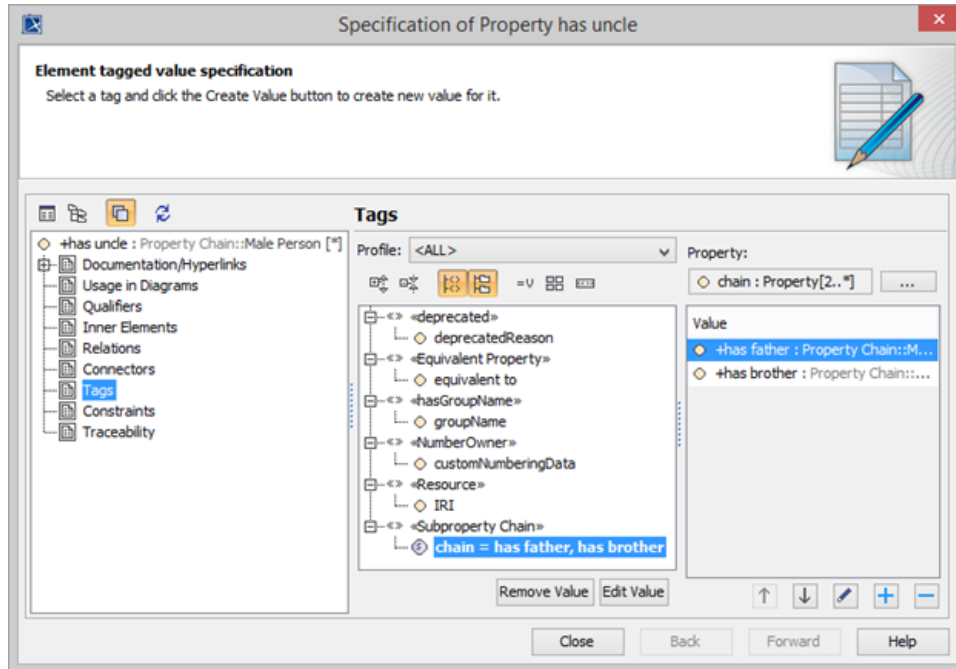 Specification of Property has uncle
Element tagged value specification
Select a tag and click the Create Value button to create new value for it.
+has uncle : Property Chain::Male Person [*]
Documentation/Hyperlinks
Usage in Diagrams
Qualifiers
Inner Elements
Relations
Connectors
Tags
Constraints
Traceability
Tags
Profile: <ALL>
«deprecated»
deprecatedReason
«Equivalent Property»
equivalent to
«hasGroupName»
groupName
«NumberOwner»
customNumberingData
«Resource»
IRI
«Subproperty Chain»
chain = has father, has brother
Remove Value Edit Value
Property:
chain : Property[2..*] ...
Value
+has father : Property Chain::M...
+has brother : Property Chain::...
Close Back Forward Help